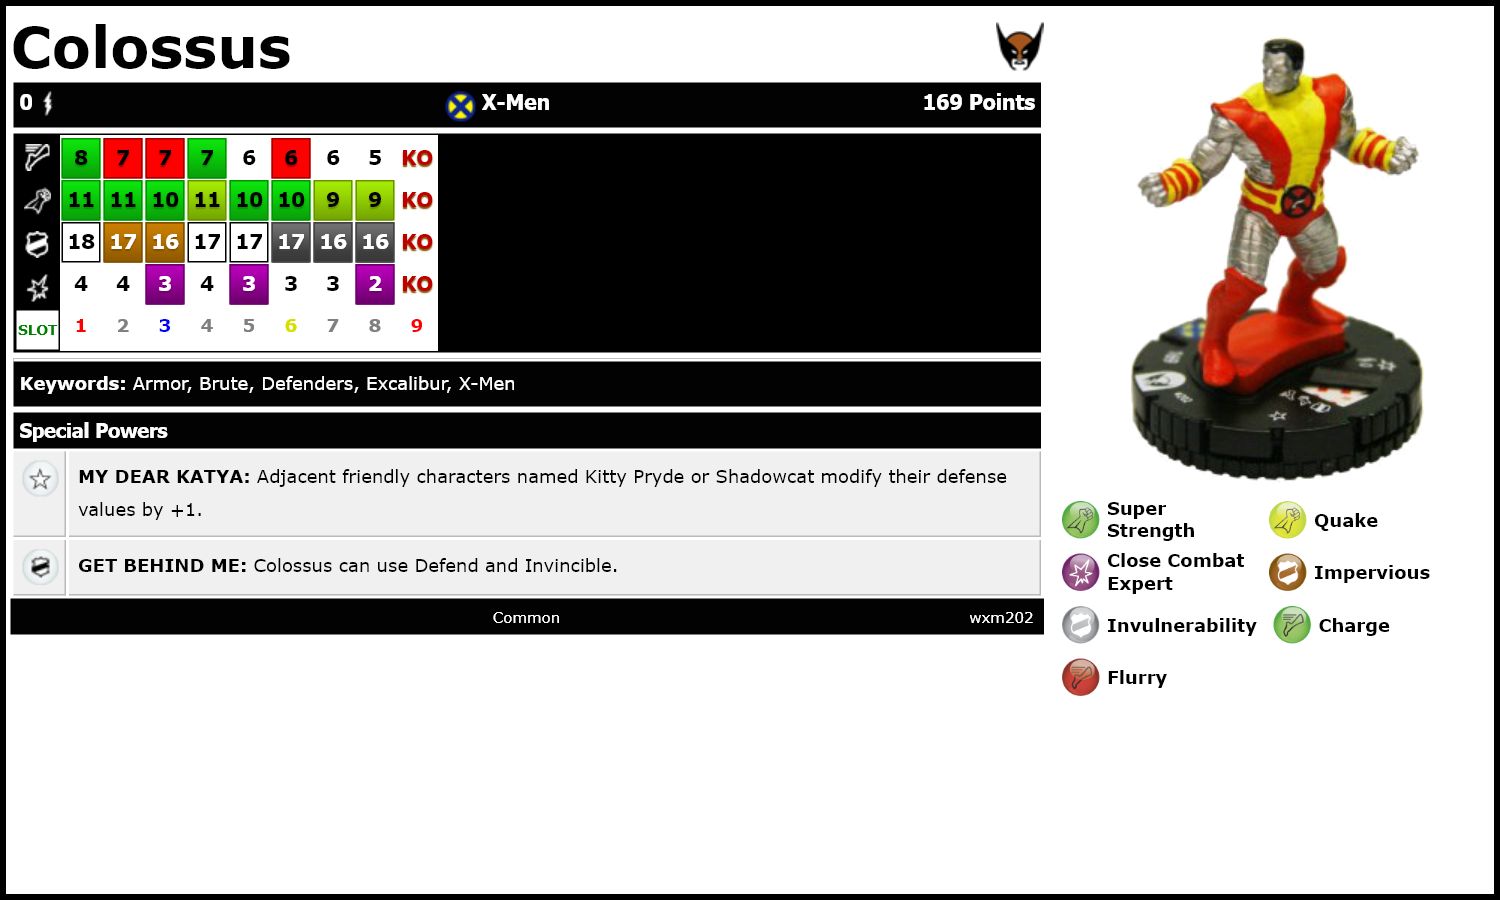 Colossus
0 X-Men 169 Points
8 7 7 7 6 6 6 5 KO
11 11 10 11 10 10 9 9 KO
18 17 16 17 17 17 16 16 KO
4 4 3 4 3 3 3 2 KO
SLOT 1 2 3 4 5 6 7 8 9
Keywords: Armor, Brute, Defenders, Excalibur, X-Men
Special Powers
MY DEAR KATYA: Adjacent friendly characters named Kitty Pryde or Shadowcat modify their defense
values by +1.
GET BEHIND ME: Colossus can use Defend and Invincible.
Common wxm202
Super
Strength
Quake
Close Combat
Expert
Impervious
Invulnerability
Charge
Flurry